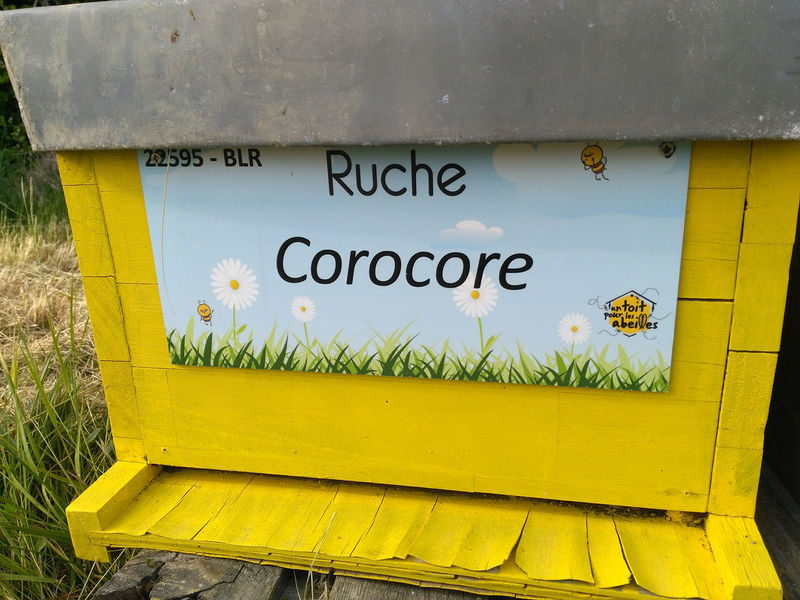 22595 - BLR
Ruche
Corocore
un toit
pour les
abeilles